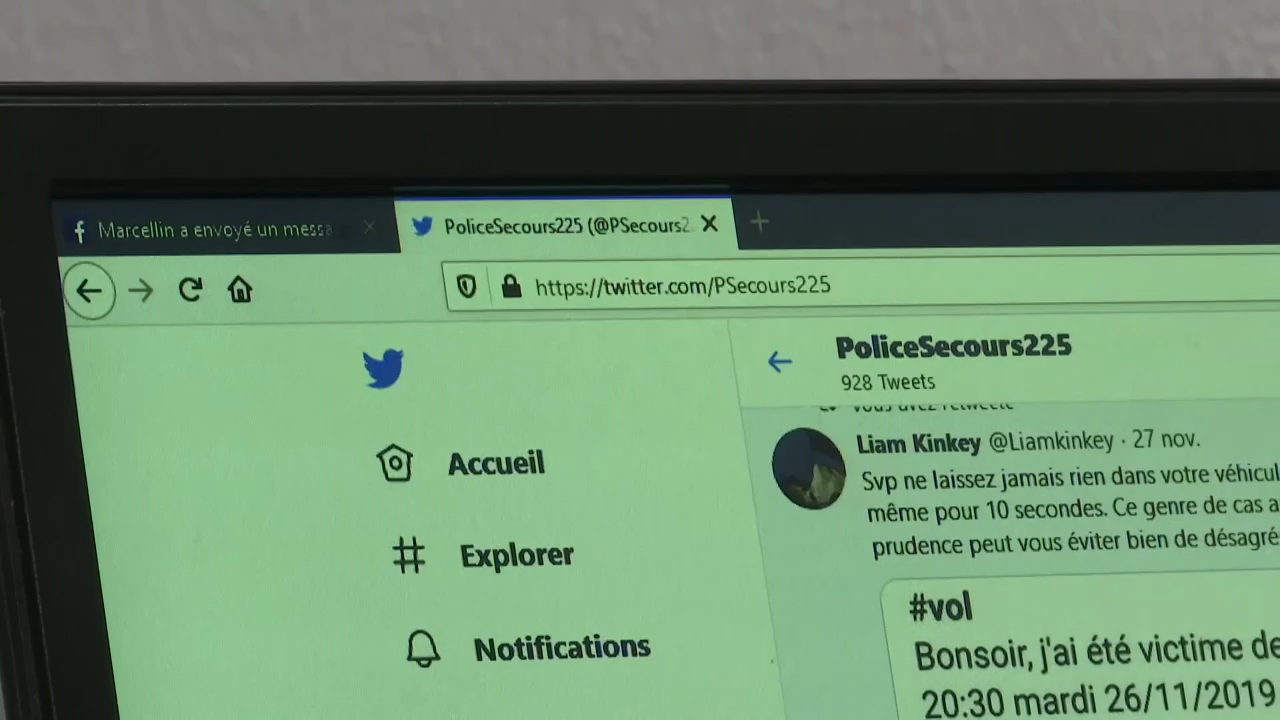 Marcellin a envoyé un messa
PoliceSecours225 (@PSecours2
https://twitter.com/PSecours225
PoliceSecours225
928 Tweets
Accueil
Explorer
Notifications
Liam Kinkey @Liamkinkey · 27 nov.
Svp ne laissez jamais rien dans votre véhicul
même pour 10 secondes. Ce genre de cas a
prudence peut vous éviter bien de désagré
#vol
Bonsoir, j'ai été victime de
20:30 mardi 26/11/2019